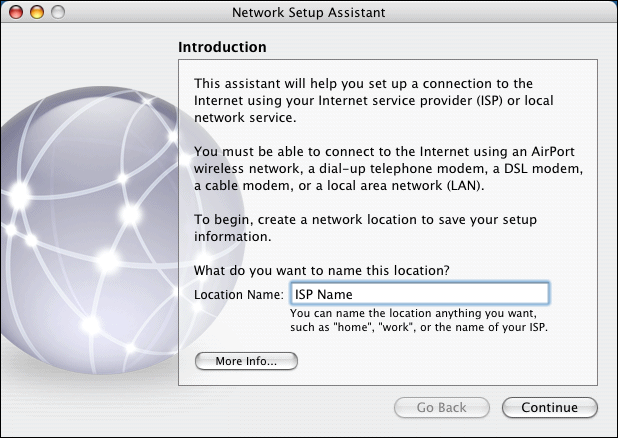 Network Setup Assistant
Introduction
This assistant will help you set up a connection to the
Internet using your Internet service provider (ISP) or local
network service.
You must be able to connect to the Internet using an AirPort
wireless network, a dial-up telephone modem, a DSL modem,
a cable modem, or a local area network (LAN).
To begin, create a network location to save your setup
information.
What do you want to name this location?
Location Name: ISP Name
You can name the location anything you want,
such as "home", "work", or the name of your ISP.
More Info...
Go Back Continue